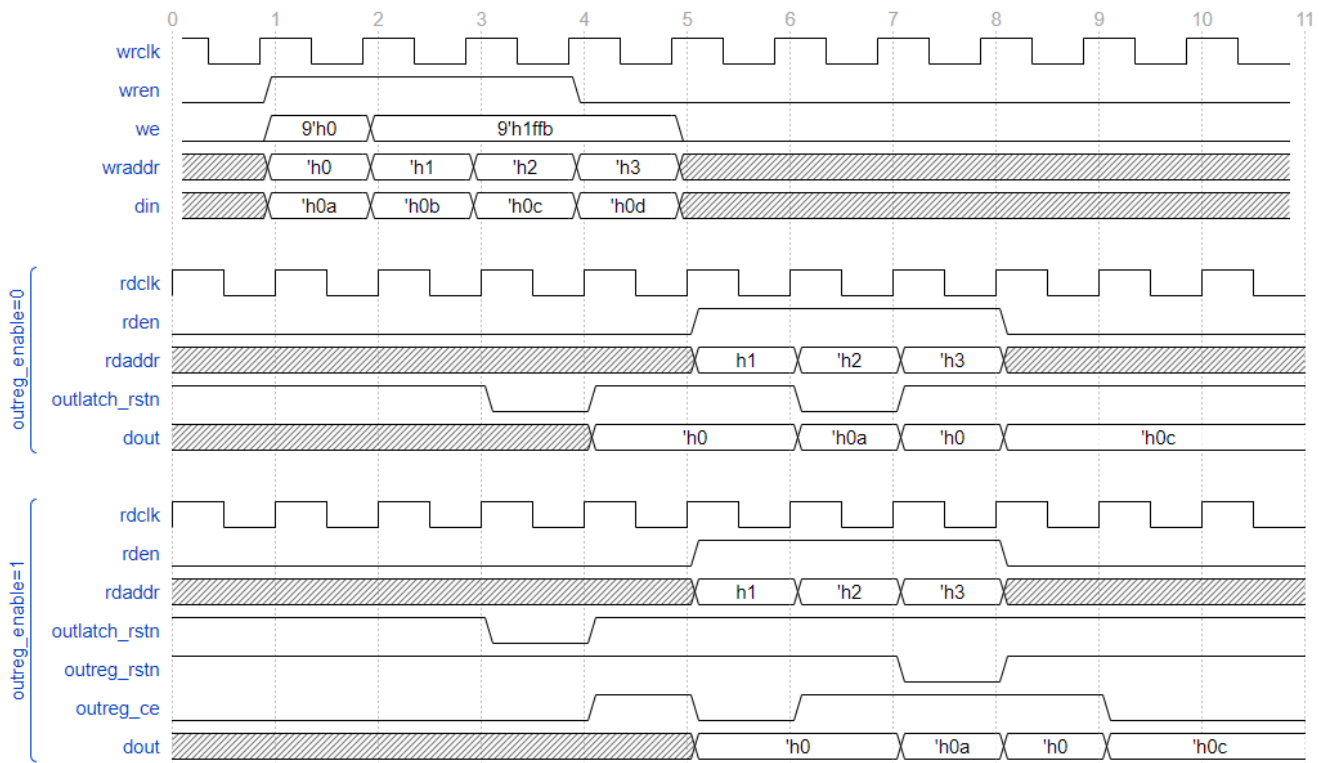 0 1 2 3 4 5 6 7 8 9 10 11
wrclk
wren
we 9'h0 9'h1ffb
wraddr 'h0 'h1 'h2 'h3
din 'h0a 'h0b 'h0c 'h0d
outreg_enable=0
rdclk
rden
rdaddr h1 'h2 'h3
outlatch_rstn
dout 'h0 'h0a 'h0 'h0c
outreg_enable=1
rdclk
rden
rdaddr h1 'h2 'h3
outlatch_rstn
outreg_rstn
outreg_ce
dout 'h0 'h0a 'h0 'h0c